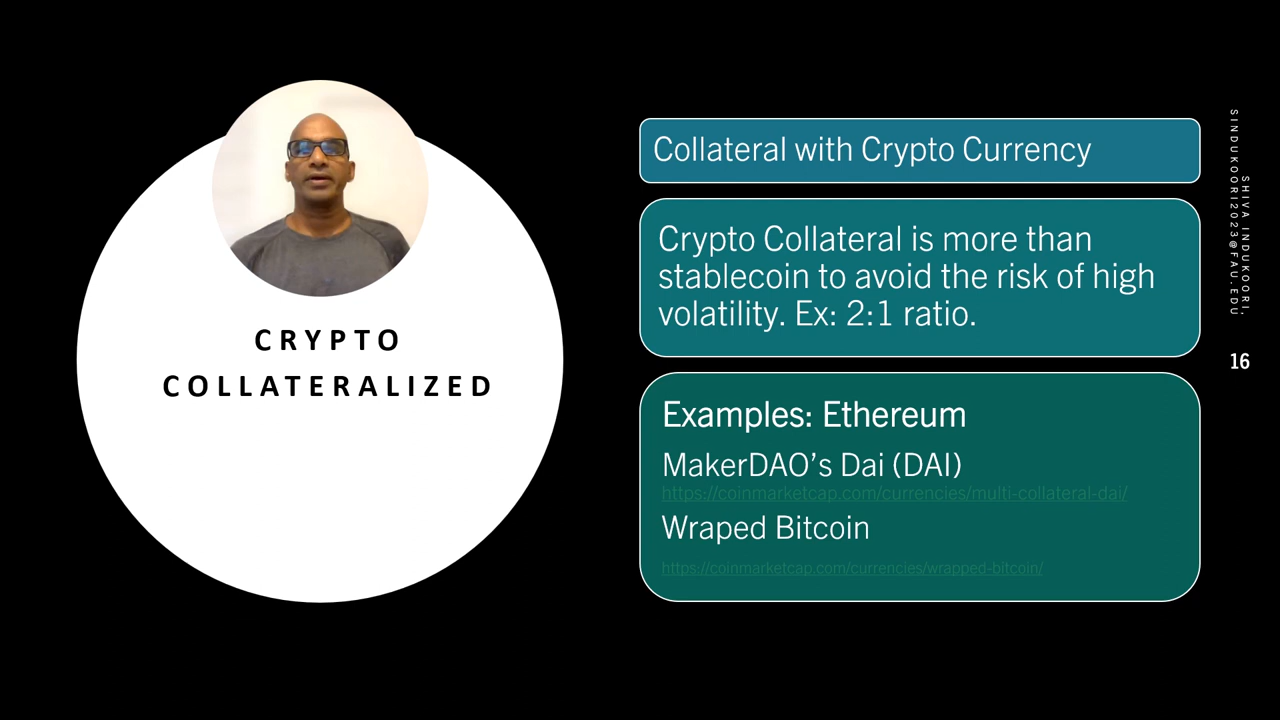 CRYPTO
COLLATERALIZED
Collateral with Crypto Currency
Crypto Collateral is more than
stablecoin to avoid the risk of high
volatility. Ex: 2:1 ratio.
Examples: Ethereum
MakerDAO’s Dai (DAI)
https://coinmarketcap.com/currencies/multi-collateral-dai/
Wraped Bitcoin
https://coinmarketcap.com/currencies/wrapped-bitcoin/
SHIVA INDUKOORI,
SINDUKOORI2023@FAU.EDU
16